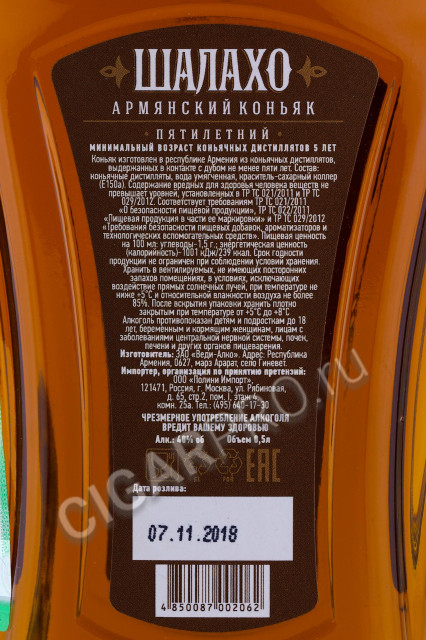 ШАЛАХО
АРМЯНСКИЙ КОНЬЯК
ПЯТИЛЕТНИЙ
МИНИМАЛЬНЫЙ ВОЗРАСТ КОНЬЯЧНЫХ ДИСТИЛЛЯТОВ 5 ЛЕТ
Коньяк изготовлен в республике Армения из коньячных дистиллятов,
выдержанных в контакте с дубом не менее пяти лет. Состав:
коньячные дистилляты, вода умягченная, краситель-сахарный колер
(Е150а). Содержание вредных для здоровья человека веществ не
превышает уровней, установленных в ТР ТС 021/2011 и ТР ТС
029/2012. Соответствует требованиям ТР ТС 021/2011
«О безопасности пищевой продукции», ТР ТС 022/2011
«Пищевая продукция в части ее маркировки» и ТР ТС 029/2012
«Требования безопасности пищевых добавок, ароматизаторов и
технологических вспомогательных средств». Пищевая ценность
на 100 мл: углеводы-1,5 г.; энергетическая ценность
(калорийность)- 1001 кДж/239 ккал. Срок годности
продукции не ограничен при соблюдении условий хранения.
Хранить в вентилируемых, не имеющих посторонних
запахов помещениях, в условиях, исключающих
воздействие прямых солнечных лучей, при температуре не
ниже +5°С и относительной влажности воздуха не более
85%. После вскрытия упаковки хранить плотно
закрытым при температуре от +5°С до +8°С
Алкоголь противопоказан детям и подросткам до 18
лет, беременным и кормящим женщинам, лицам с
заболеваниями центральной нервной системы, почек,
печени и других органов пищеварения.
Изготовитель: ЗАО «Веди-Алко». Адрес: Республика
Армения, 0627, марз Арарат, село Гиневет.
Импортер, организация по принятию претензий:
ООО «Полини Импорт»,
121471, Россия, г. Москва, ул. Рябиновая,
д. 65, стр.2, пом. I, этаж 4
комн. 25а. Тел.: (495) 640-17-30
ЧРЕЗМЕРНОЕ УПОТРЕБЛЕНИЕ АЛКОГОЛЯ
ВРЕДИТ ВАШЕМУ ЗДОРОВЬЮ
Алк.: 40% об Объем 0,5л
EAC
Дата розлива:
07.11.2018
4 850087 002062
CIGARPRO.ru